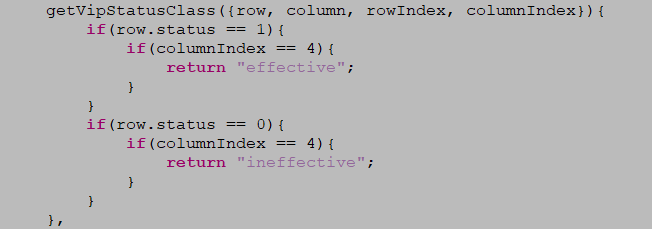 getVipStatusClass({row, column, rowIndex, columnIndex}){
    if(row.status == 1){
        if(columnIndex == 4){
            return "effective";
        }
    }
    if(row.status == 0){
        if(columnIndex == 4){
            return "ineffective";
        }
    }
},